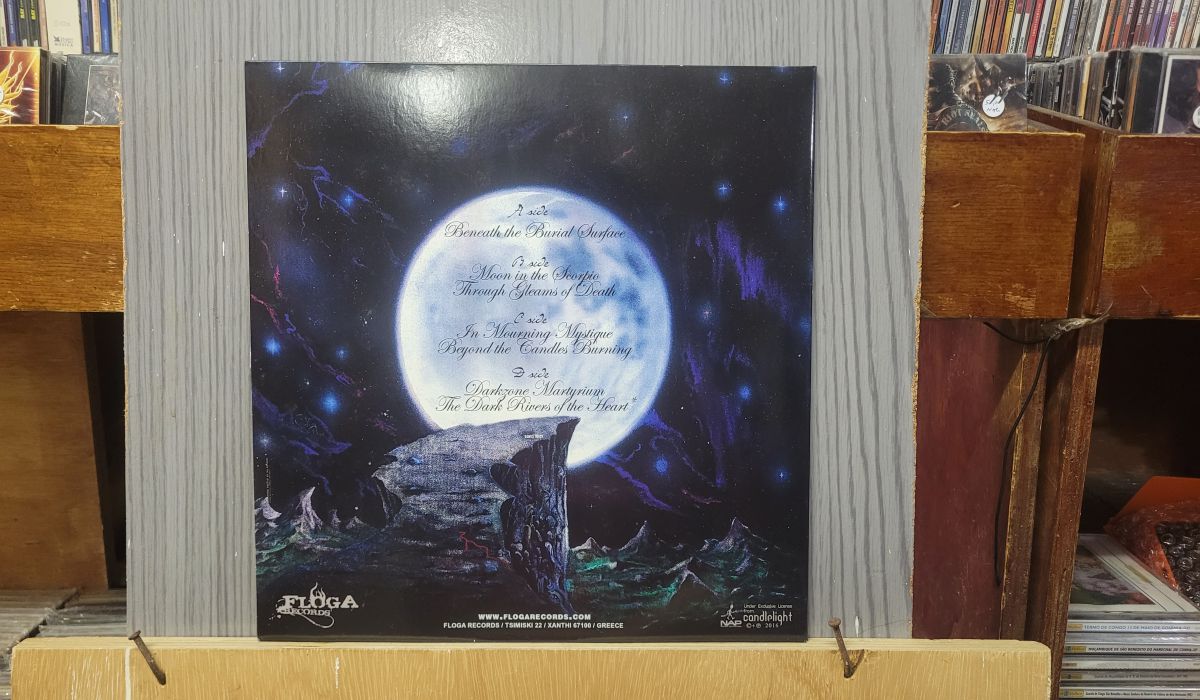 A side
Beneath the Burial Surface
B side
Moon in the Scorpio
Through Gleams of Death
C side
In Mourning Mystique
Beyond the Candles Burning
D side
Darkzone Martyrium
The Dark Rivers of the Heart*
FLOGA
RECORDS
WWW.FLOGARECORDS.COM
FLOGA RECORDS / TSIMISKI 22 / XANTHI 67100 / GREECE
Under Exclusive License
from
NAP
candlelight
©+℗ 2016